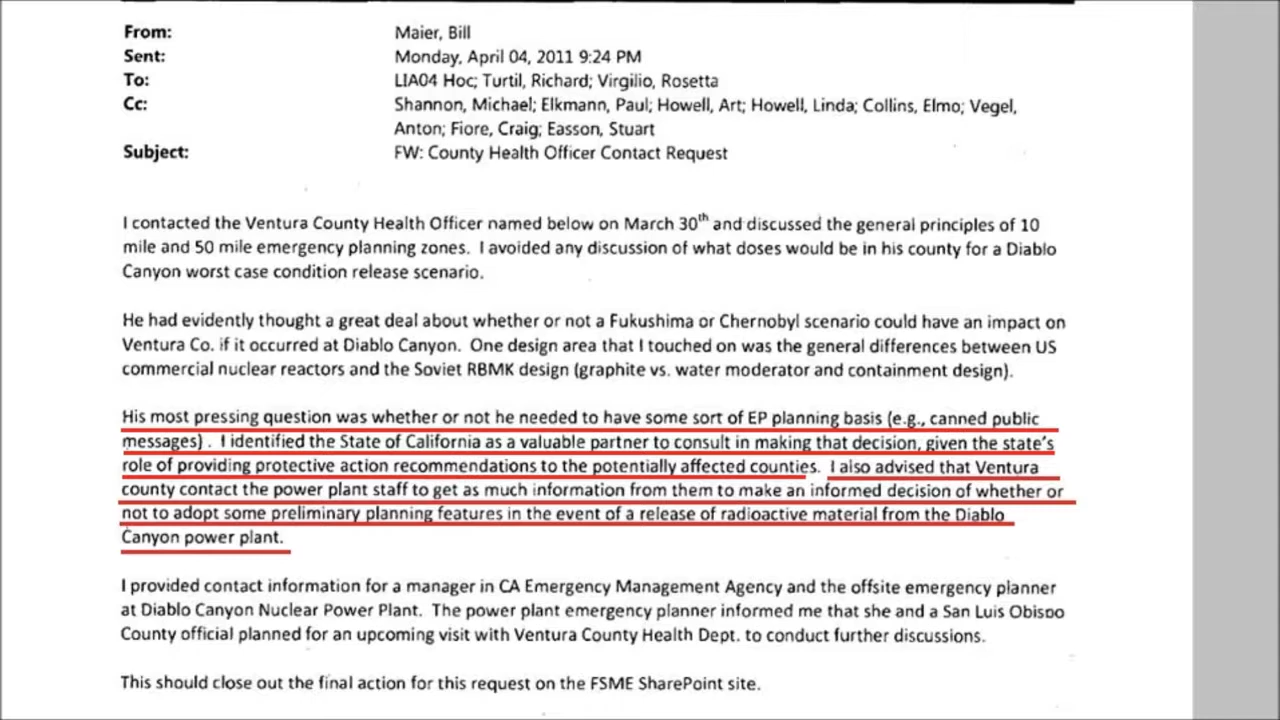 From: Maier, Bill
Sent: Monday, April 04, 2011 9:24 PM
To: LIA04 Hoc; Turtil, Richard; Virgilio, Rosetta
Cc: Shannon, Michael; Elkmann, Paul; Howell, Art; Howell, Linda; Collins, Elmo; Vegel,
Anton; Fiore, Craig; Easson, Stuart
Subject: FW: County Health Officer Contact Request
I contacted the Ventura County Health Officer named below on March 30th and discussed the general principles of 10
mile and 50 mile emergency planning zones. I avoided any discussion of what doses would be in his county for a Diablo
Canyon worst case condition release scenario.
He had evidently thought a great deal about whether or not a Fukushima or Chernobyl scenario could have an impact on
Ventura Co. if it occurred at Diablo Canyon. One design area that I touched on was the general differences between US
commercial nuclear reactors and the Soviet RBMK design (graphite vs. water moderator and containment design).
His most pressing question was whether or not he needed to have some sort of EP planning basis (e.g., canned public
messages) . I identified the State of California as a valuable partner to consult in making that decision, given the state's
role of providing protective action recommendations to the potentially affected counties. I also advised that Ventura
county contact the power plant staff to get as much information from them to make an informed decision of whether or
not to adopt some preliminary planning features in the event of a release of radioactive material from the Diablo
Canyon power plant.
I provided contact information for a manager in CA Emergency Management Agency and the offsite emergency planner
at Diablo Canyon Nuclear Power Plant. The power plant emergency planner informed me that she and a San Luis Obispo
County official planned for an upcoming visit with Ventura County Health Dept. to conduct further discussions.
This should close out the final action for this request on the FSME SharePoint site.